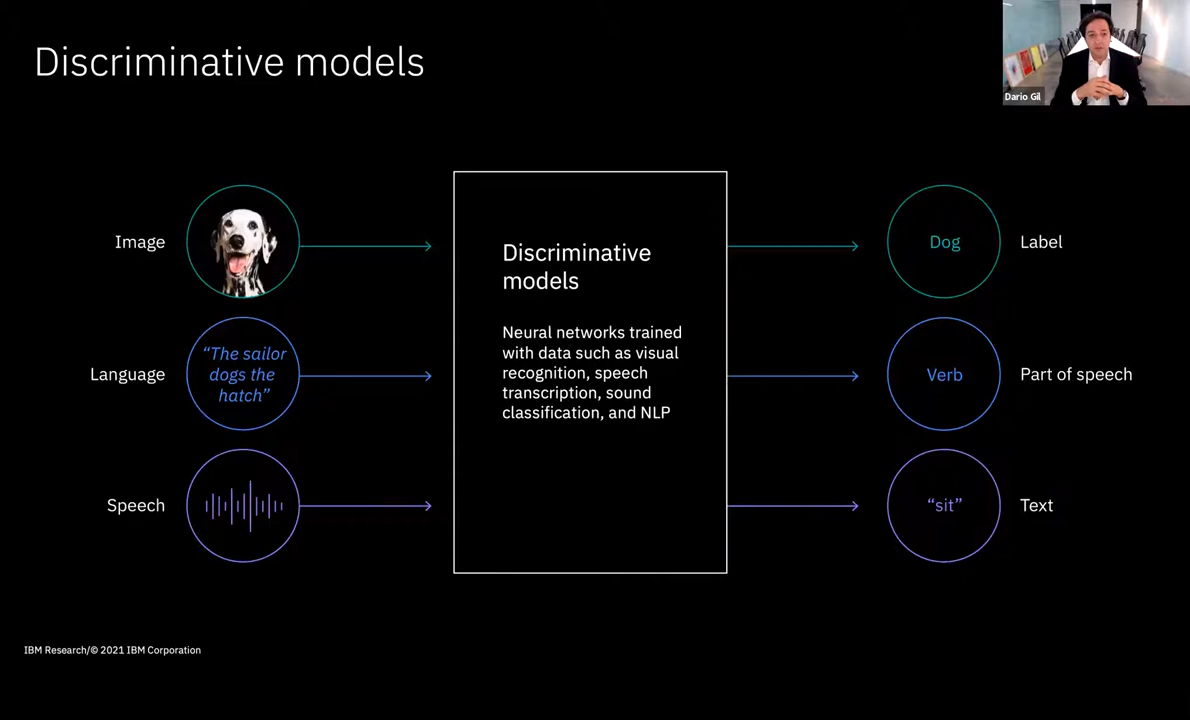 Discriminative models
Dario Gil
Image
Dog
Label
Discriminative
models
Neural networks trained
with data such as visual
recognition, speech
transcription, sound
classification, and NLP
Language
“The sailor
dogs the
hatch”
Verb
Part of speech
Speech
“sit”
Text
IBM Research/© 2021 IBM Corporation